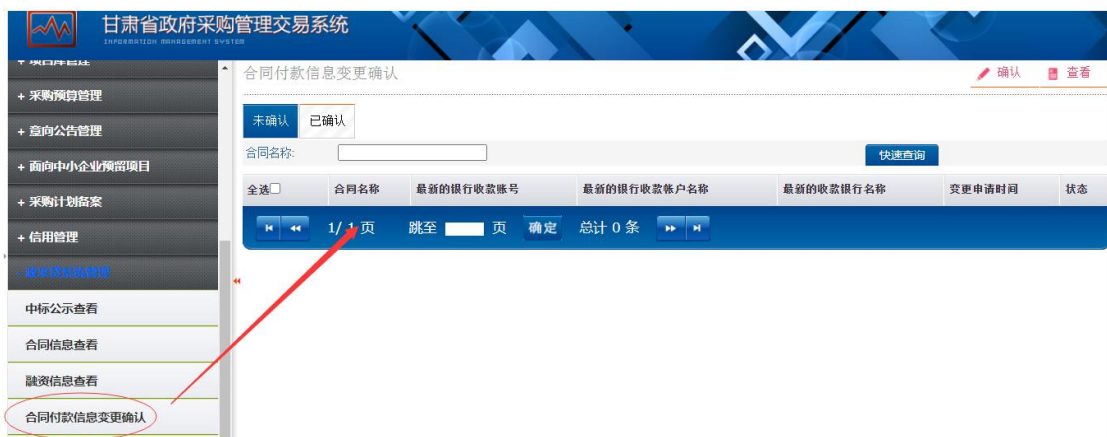 甘肃省政府采购管理交易系统
INFORMATION MANAGEMENT SYSTEM
+ 采购预算管理
+ 意向公告管理
+ 面向中小企业预留项目
+ 采购计划备案
+ 信用管理
中标公示查看
合同信息查看
融资信息查看
合同付款信息变更确认
合同付款信息变更确认
确认 查看
未确认 已确认
合同名称: 快速查询
全选 合同名称 最新的银行收款账号 最新的银行收款帐户名称 最新的收款银行名称 变更申请时间 状态
1/ 1 页 跳至 页 确定 总计 0 条